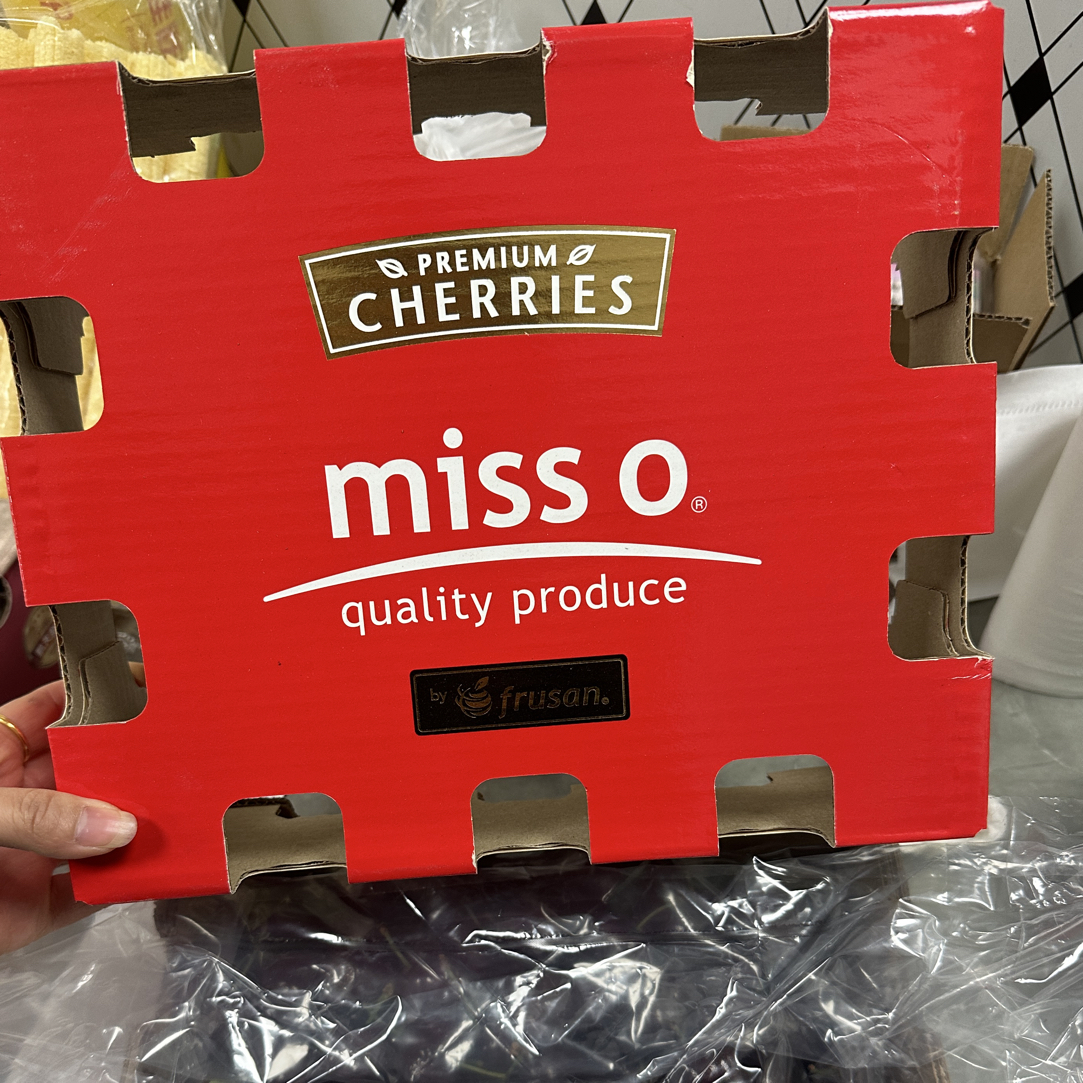 PREMIUM
CHERRIES
miss O®
quality produce
by frusan®